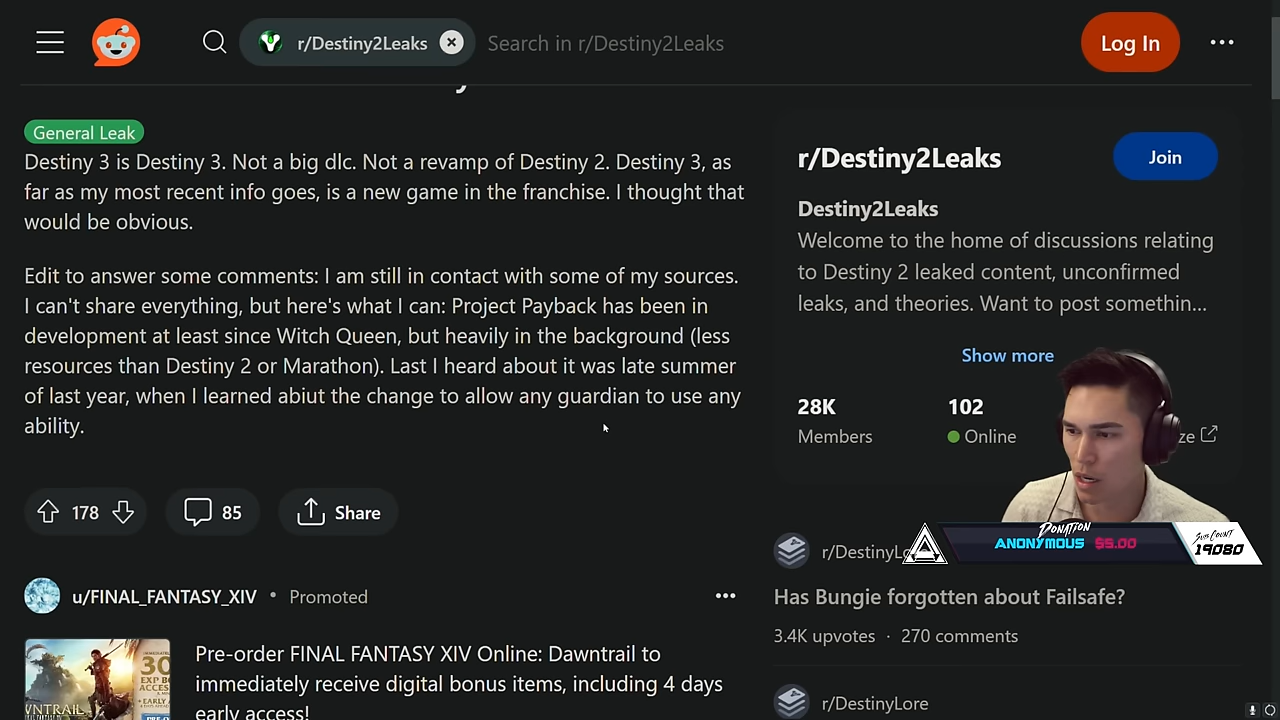 r/Destiny2Leaks
Search in r/Destiny2Leaks
Log In
General Leak
Destiny 3 is Destiny 3. Not a big dlc. Not a revamp of Destiny 2. Destiny 3, as
far as my most recent info goes, is a new game in the franchise. I thought that
would be obvious.
Edit to answer some comments: I am still in contact with some of my sources.
I can't share everything, but here's what I can: Project Payback has been in
development at least since Witch Queen, but heavily in the background (less
resources than Destiny 2 or Marathon). Last I heard about it was late summer
of last year, when I learned abiut the change to allow any guardian to use any
ability.
178
85
Share
u/FINAL_FANTASY_XIV • Promoted
Pre-order FINAL FANTASY XIV Online: Dawntrail to
immediately receive digital bonus items, including 4 days
early access!
r/Destiny2Leaks
Join
Destiny2Leaks
Welcome to the home of discussions relating
to Destiny 2 leaked content, unconfirmed
leaks, and theories. Want to post somethin...
Show more
28K
Members
102
Online
ze
DONATION
ANONYMOUS $5.00
SUB COUNT
19080
r/DestinyLo
Has Bungie forgotten about Failsafe?
3.4K upvotes · 270 comments
r/DestinyLore